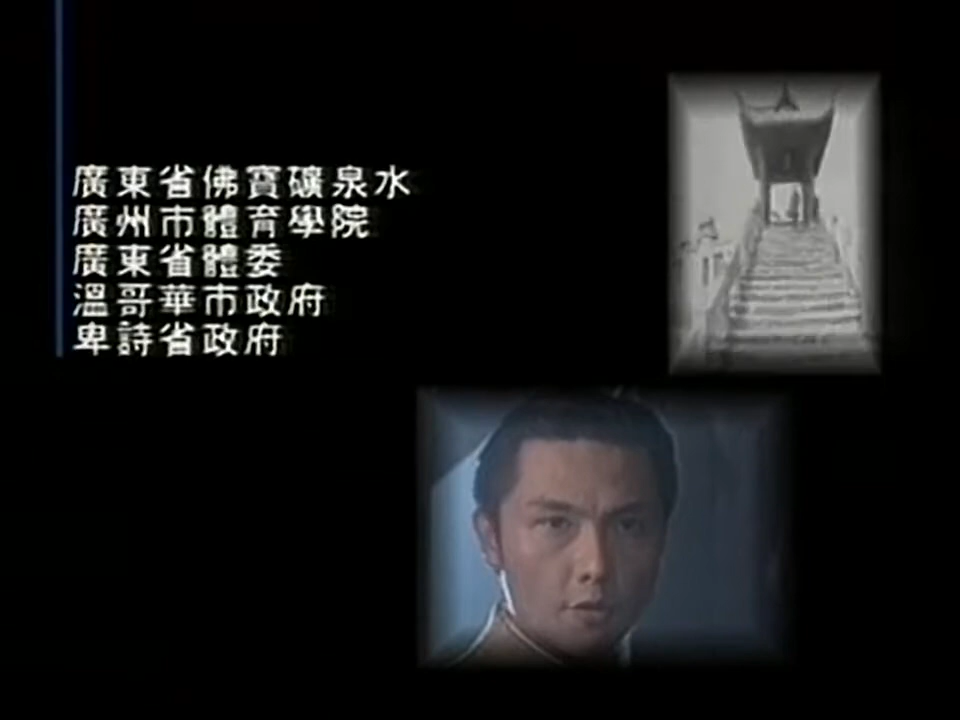 廣東省佛寶礦泉水
廣州市體育學院
廣東省體委
溫哥華市政府
卑詩省政府